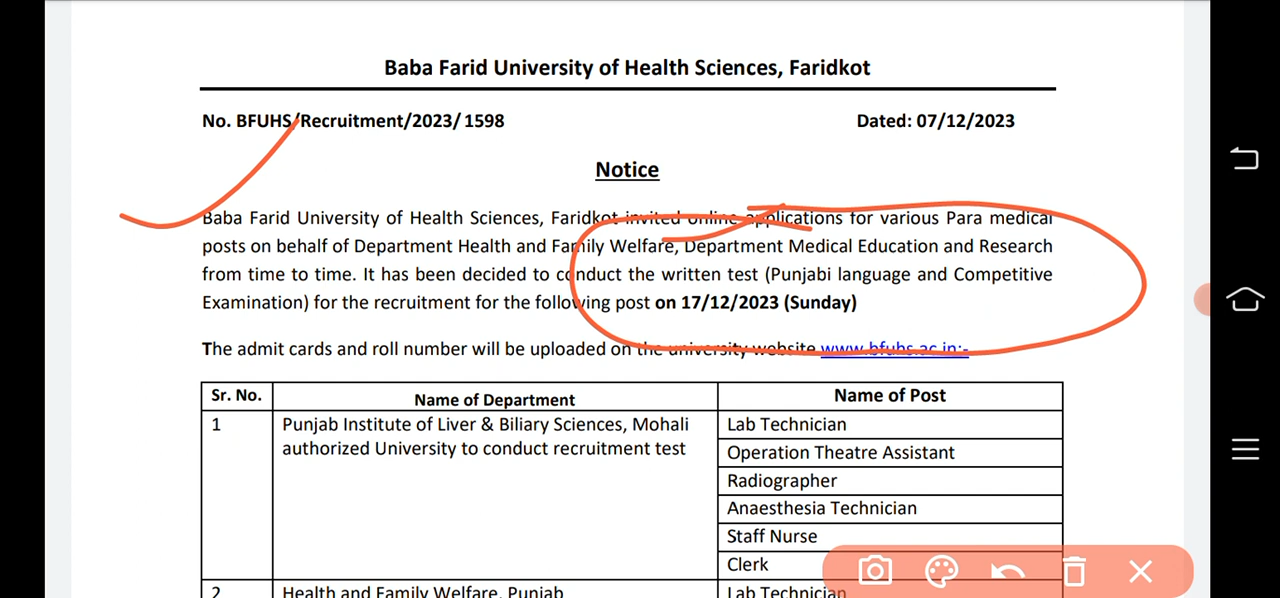 Baba Farid University of Health Sciences, Faridkot
No. BFUHS/Recruitment/2023/1598 Dated: 07/12/2023
Notice
Baba Farid University of Health Sciences, Faridkot invited online applications for various Para medical
posts on behalf of Department Health and Family Welfare, Department Medical Education and Research
from time to time. It has been decided to conduct the written test (Punjabi language and Competitive
Examination) for the recruitment for the following post on 17/12/2023 (Sunday)
The admit cards and roll number will be uploaded on the university website www.bfuhs.ac.in:-
Sr. No. Name of Department Name of Post
1 Punjab Institute of Liver & Biliary Sciences, Mohali Lab Technician
authorized University to conduct recruitment test Operation Theatre Assistant
Radiographer
Anaesthesia Technician
Staff Nurse
Clerk
2 Health and Family Welfare, Punjab Lab Technician